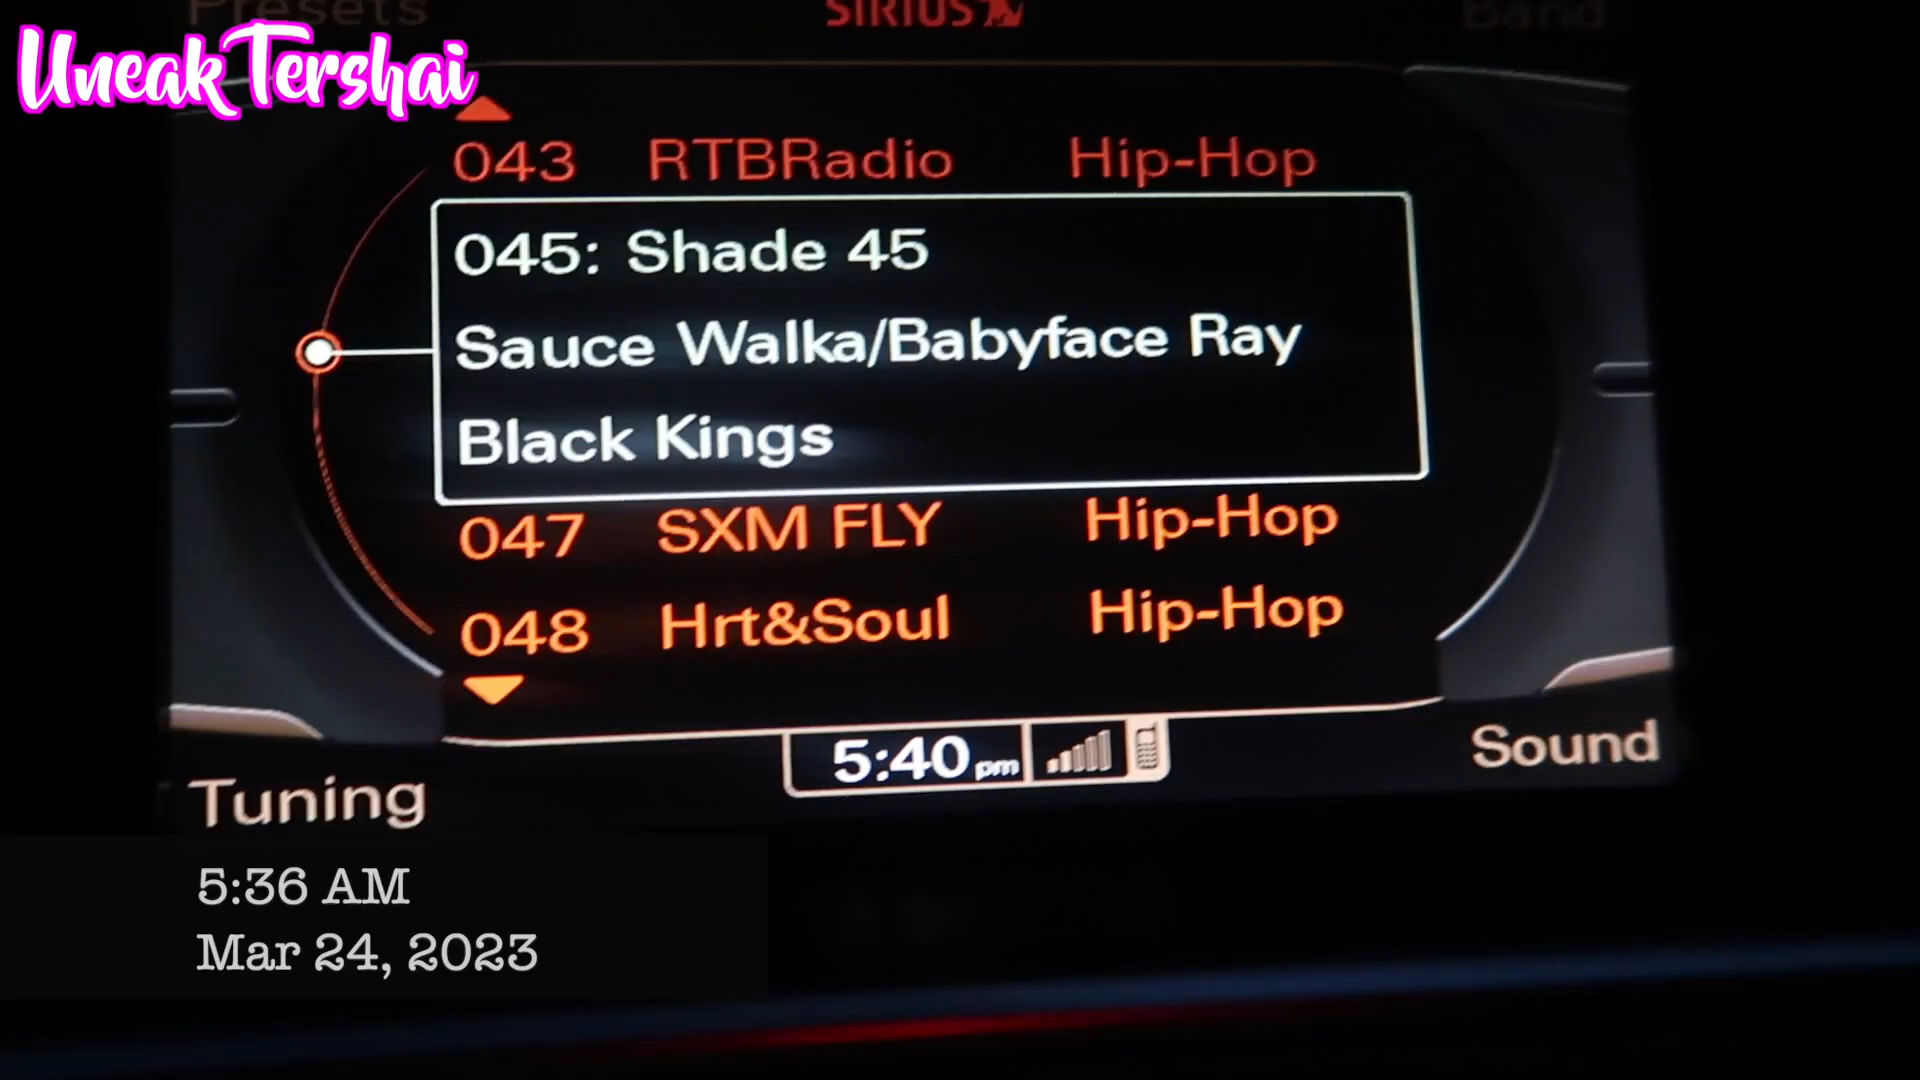 Presets SIRIUS Band
Uneak Tershai
043 RTBRadio Hip-Hop
045: Shade 45
Sauce Walka/Babyface Ray
Black Kings
047 SXM FLY Hip-Hop
048 Hrt&Soul Hip-Hop
5:40 pm
Tuning Sound
5:36 AM
Mar 24, 2023